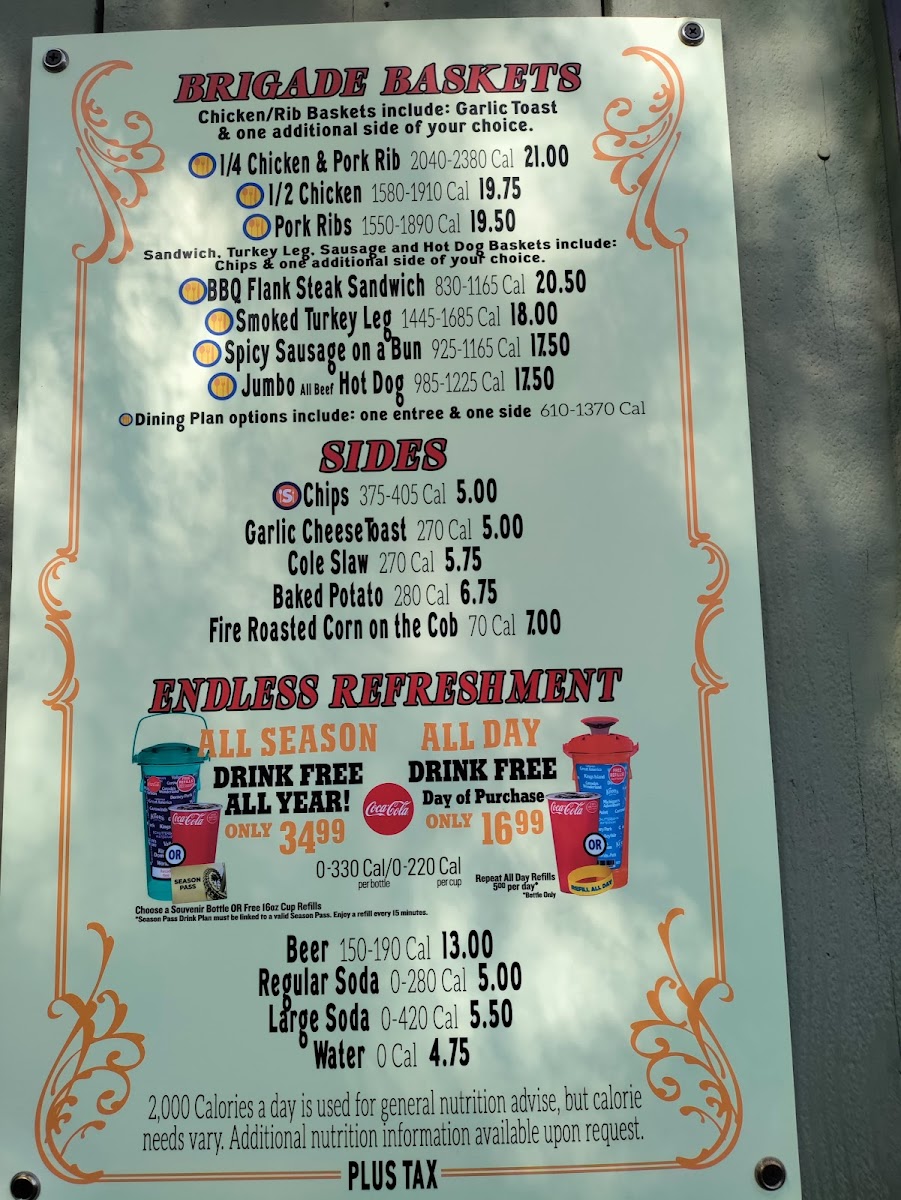 BRIGADE BASKETS
Chicken/Rib Baskets include: Garlic Toast
& one additional side of your choice.
1/4 Chicken & Pork Rib 2040-2380 Cal 21.00
1/2 Chicken 1580-1910 Cal 19.75
Pork Ribs 1550-1890 Cal 19.50
Sandwich, Turkey Leg, Sausage and Hot Dog Baskets include:
Chips & one additional side of your choice.
BBQ Flank Steak Sandwich 830-1165 Cal 20.50
Smoked Turkey Leg 1445-1685 Cal 18.00
Spicy Sausage on a Bun 925-1165 Cal 17.50
Jumbo All Beef Hot Dog 985-1225 Cal 17.50
Dining Plan options include: one entree & one side 610-1370 Cal
SIDES
S Chips 375-405 Cal 5.00
Garlic Cheese Toast 270 Cal 5.00
Cole Slaw 270 Cal 5.75
Baked Potato 280 Cal 6.75
Fire Roasted Corn on the Cob 70 Cal 7.00
ENDLESS REFRESHMENT
ALL SEASON
DRINK FREE
ALL YEAR!
ONLY 34.99
Coca-Cola
OR
SEASON
PASS
ALL DAY
DRINK FREE
Day of Purchase
ONLY 16.99
Coca-Cola
Coca-Cola
OR
REFILL ALL DAY
0-330 Cal/0-220 Cal
per bottle per cup
Repeat All Day Refills
5.00 per day*
*Bottle Only
Choose a Souvenir Bottle OR Free 16oz Cup Refills
*Season Pass Drink Plan must be linked to a valid Season Pass. Enjoy a refill every 15 minutes.
Beer 150-190 Cal 13.00
Regular Soda 0-280 Cal 5.00
Large Soda 0-420 Cal 5.50
Water 0 Cal 4.75
2,000 Calories a day is used for general nutrition advise, but calorie
needs vary. Additional nutrition information available upon request.
PLUS TAX